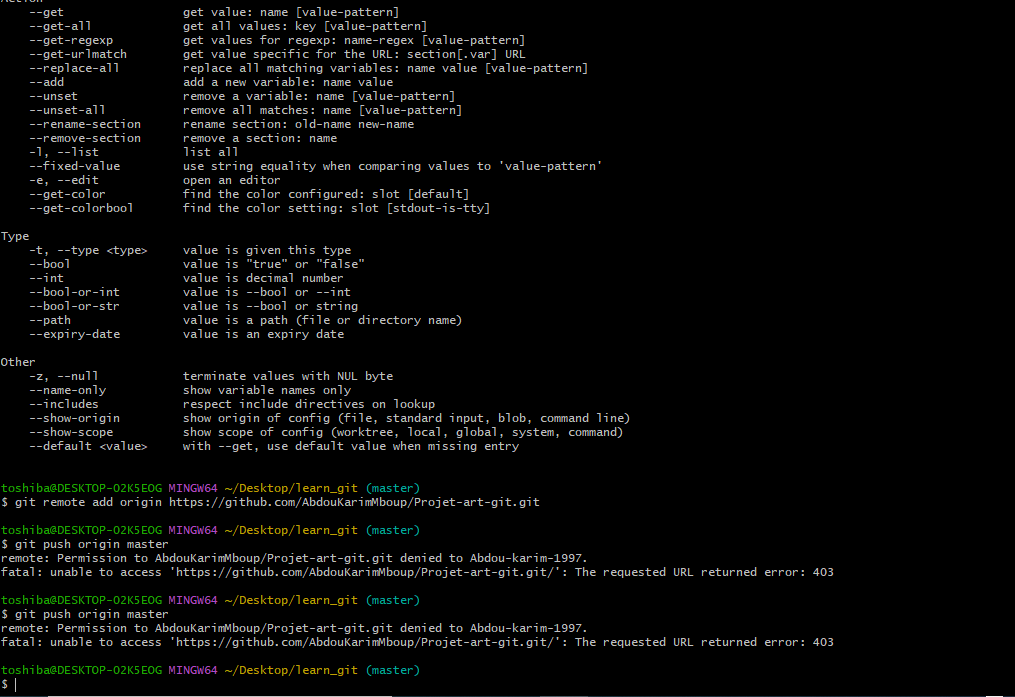 Action
--get get value: name [value-pattern]
--get-all get all values: key [value-pattern]
--get-regexp get values for regexp: name-regex [value-pattern]
--get-urlmatch get value specific for the URL: section[.var] URL
--replace-all replace all matching variables: name value [value-pattern]
--add add a new variable: name value
--unset remove a variable: name [value-pattern]
--unset-all remove all matches: name [value-pattern]
--rename-section rename section: old-name new-name
--remove-section remove a section: name
-l, --list list all
--fixed-value use string equality when comparing values to 'value-pattern'
-e, --edit open an editor
--get-color find the color configured: slot [default]
--get-colorbool find the color setting: slot [stdout-is-tty]
Type
-t, --type <type> value is given this type
--bool value is "true" or "false"
--int value is decimal number
--bool-or-int value is --bool or --int
--bool-or-str value is --bool or string
--path value is a path (file or directory name)
--expiry-date value is an expiry date
Other
-z, --null terminate values with NUL byte
--name-only show variable names only
--includes respect include directives on lookup
--show-origin show origin of config (file, standard input, blob, command line)
--show-scope show scope of config (worktree, local, global, system, command)
--default <value> with --get, use default value when missing entry
toshiba@DESKTOP-O2K5EOG MINGW64 ~/Desktop/learn_git (master)
$ git remote add origin https://github.com/AbdouKarimMboup/Projet-art-git.git
toshiba@DESKTOP-O2K5EOG MINGW64 ~/Desktop/learn_git (master)
$ git push origin master
remote: Permission to AbdouKarimMboup/Projet-art-git.git denied to Abdou-karim-1997.
fatal: unable to access 'https://github.com/AbdouKarimMboup/Projet-art-git.git/': The requested URL returned error: 403
toshiba@DESKTOP-O2K5EOG MINGW64 ~/Desktop/learn_git (master)
$ git push origin master
remote: Permission to AbdouKarimMboup/Projet-art-git.git denied to Abdou-karim-1997.
fatal: unable to access 'https://github.com/AbdouKarimMboup/Projet-art-git.git/': The requested URL returned error: 403
toshiba@DESKTOP-O2K5EOG MINGW64 ~/Desktop/learn_git (master)
$